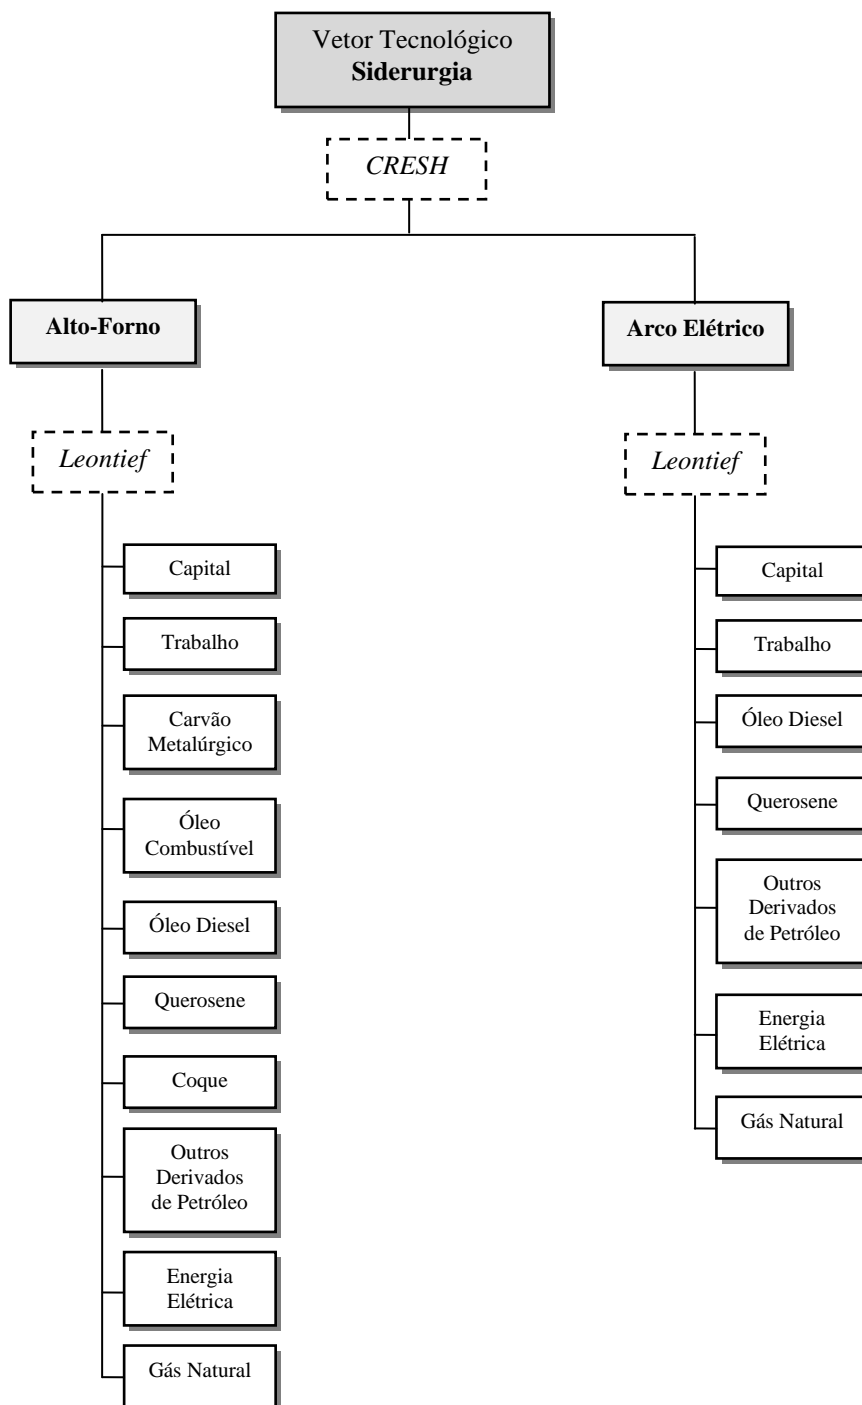 Vetor Tecnológico
Siderurgia
CRESH
Alto-Forno
Leontief
Capital
Trabalho
Carvão
Metalúrgico
Óleo
Combustível
Óleo Diesel
Querosene
Coque
Outros
Derivados
de Petróleo
Energia
Elétrica
Gás Natural
Arco Elétrico
Leontief
Capital
Trabalho
Óleo Diesel
Querosene
Outros
Derivados
de Petróleo
Energia
Elétrica
Gás Natural